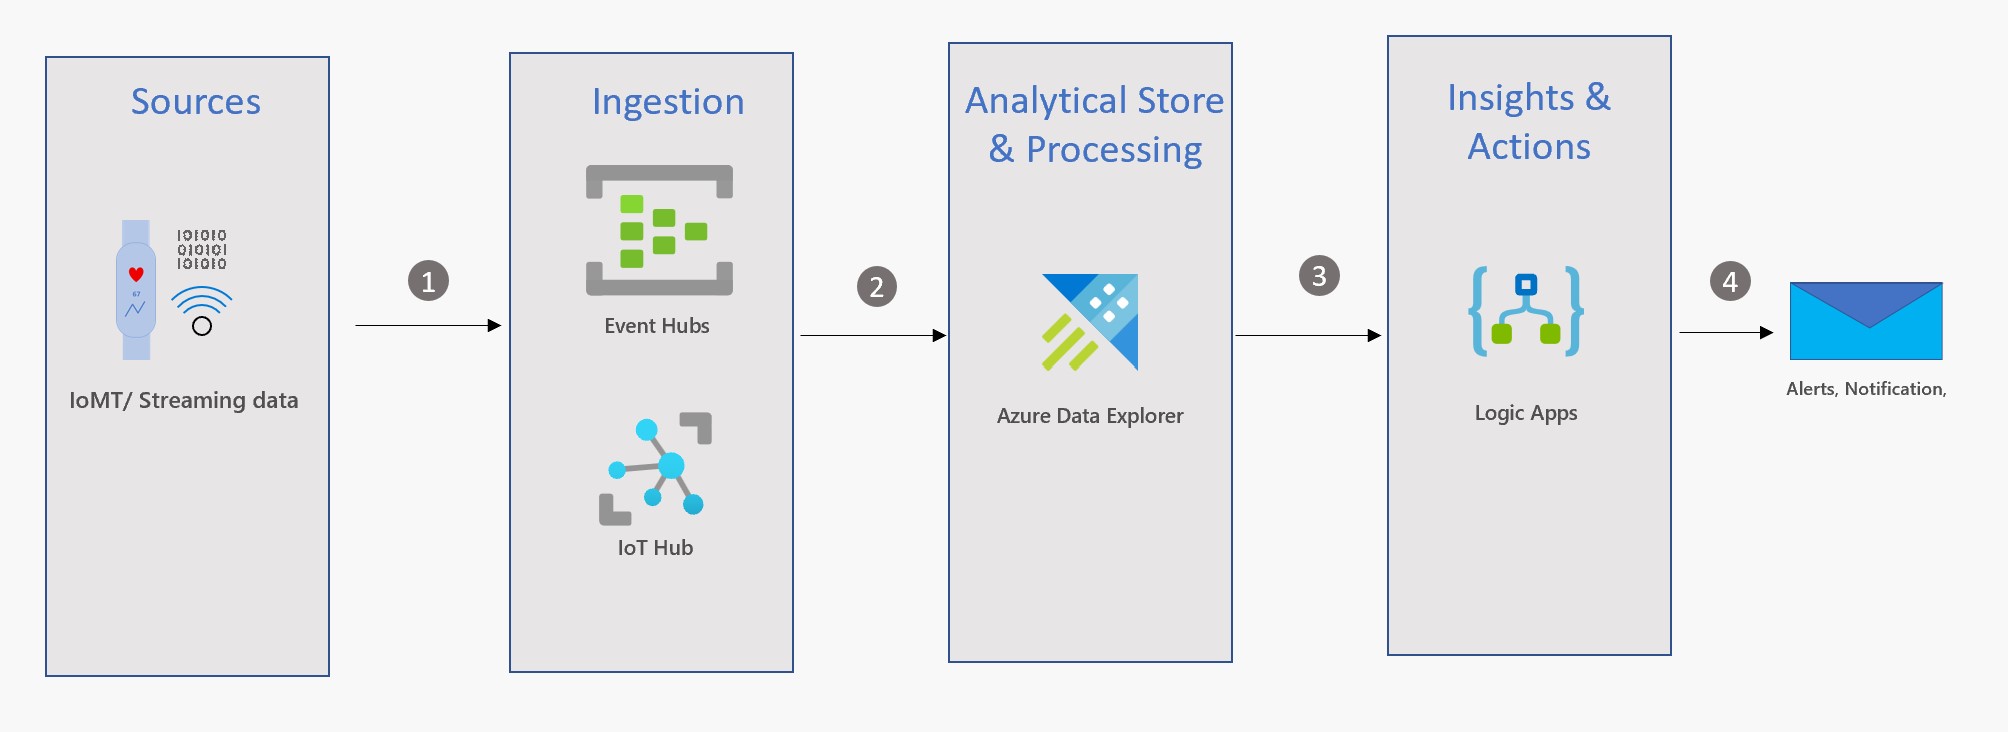 Sources
101010
010101
101010
67
IoMT/ Streaming data
1
Ingestion
Event Hubs
IoT Hub
2
Analytical Store
& Processing
Azure Data Explorer
3
Insights &
Actions
Logic Apps
4
Alerts, Notification,